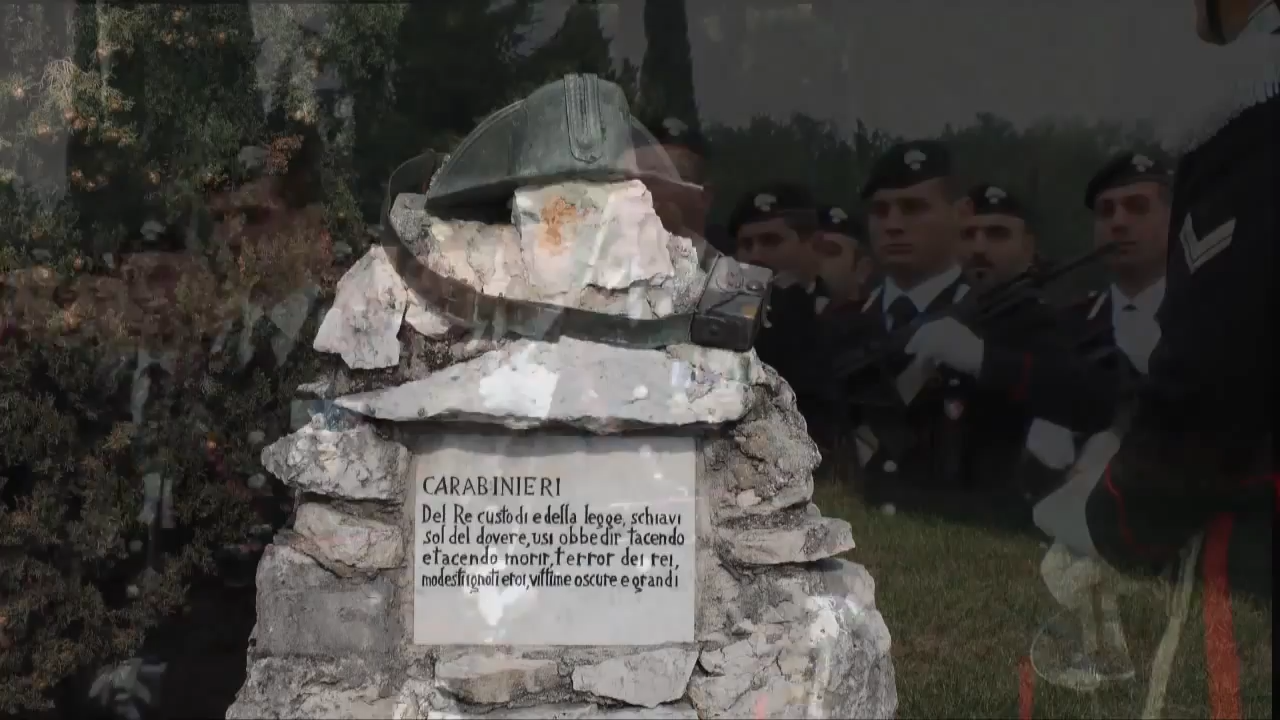 CARABINIERI
Del Re custodi e della legge, schiavi
sol del dovere, usi obbedir tacendo
e tacendo morir, terror dei rei,
modesti ignoti eroi, vittime oscure e grandi